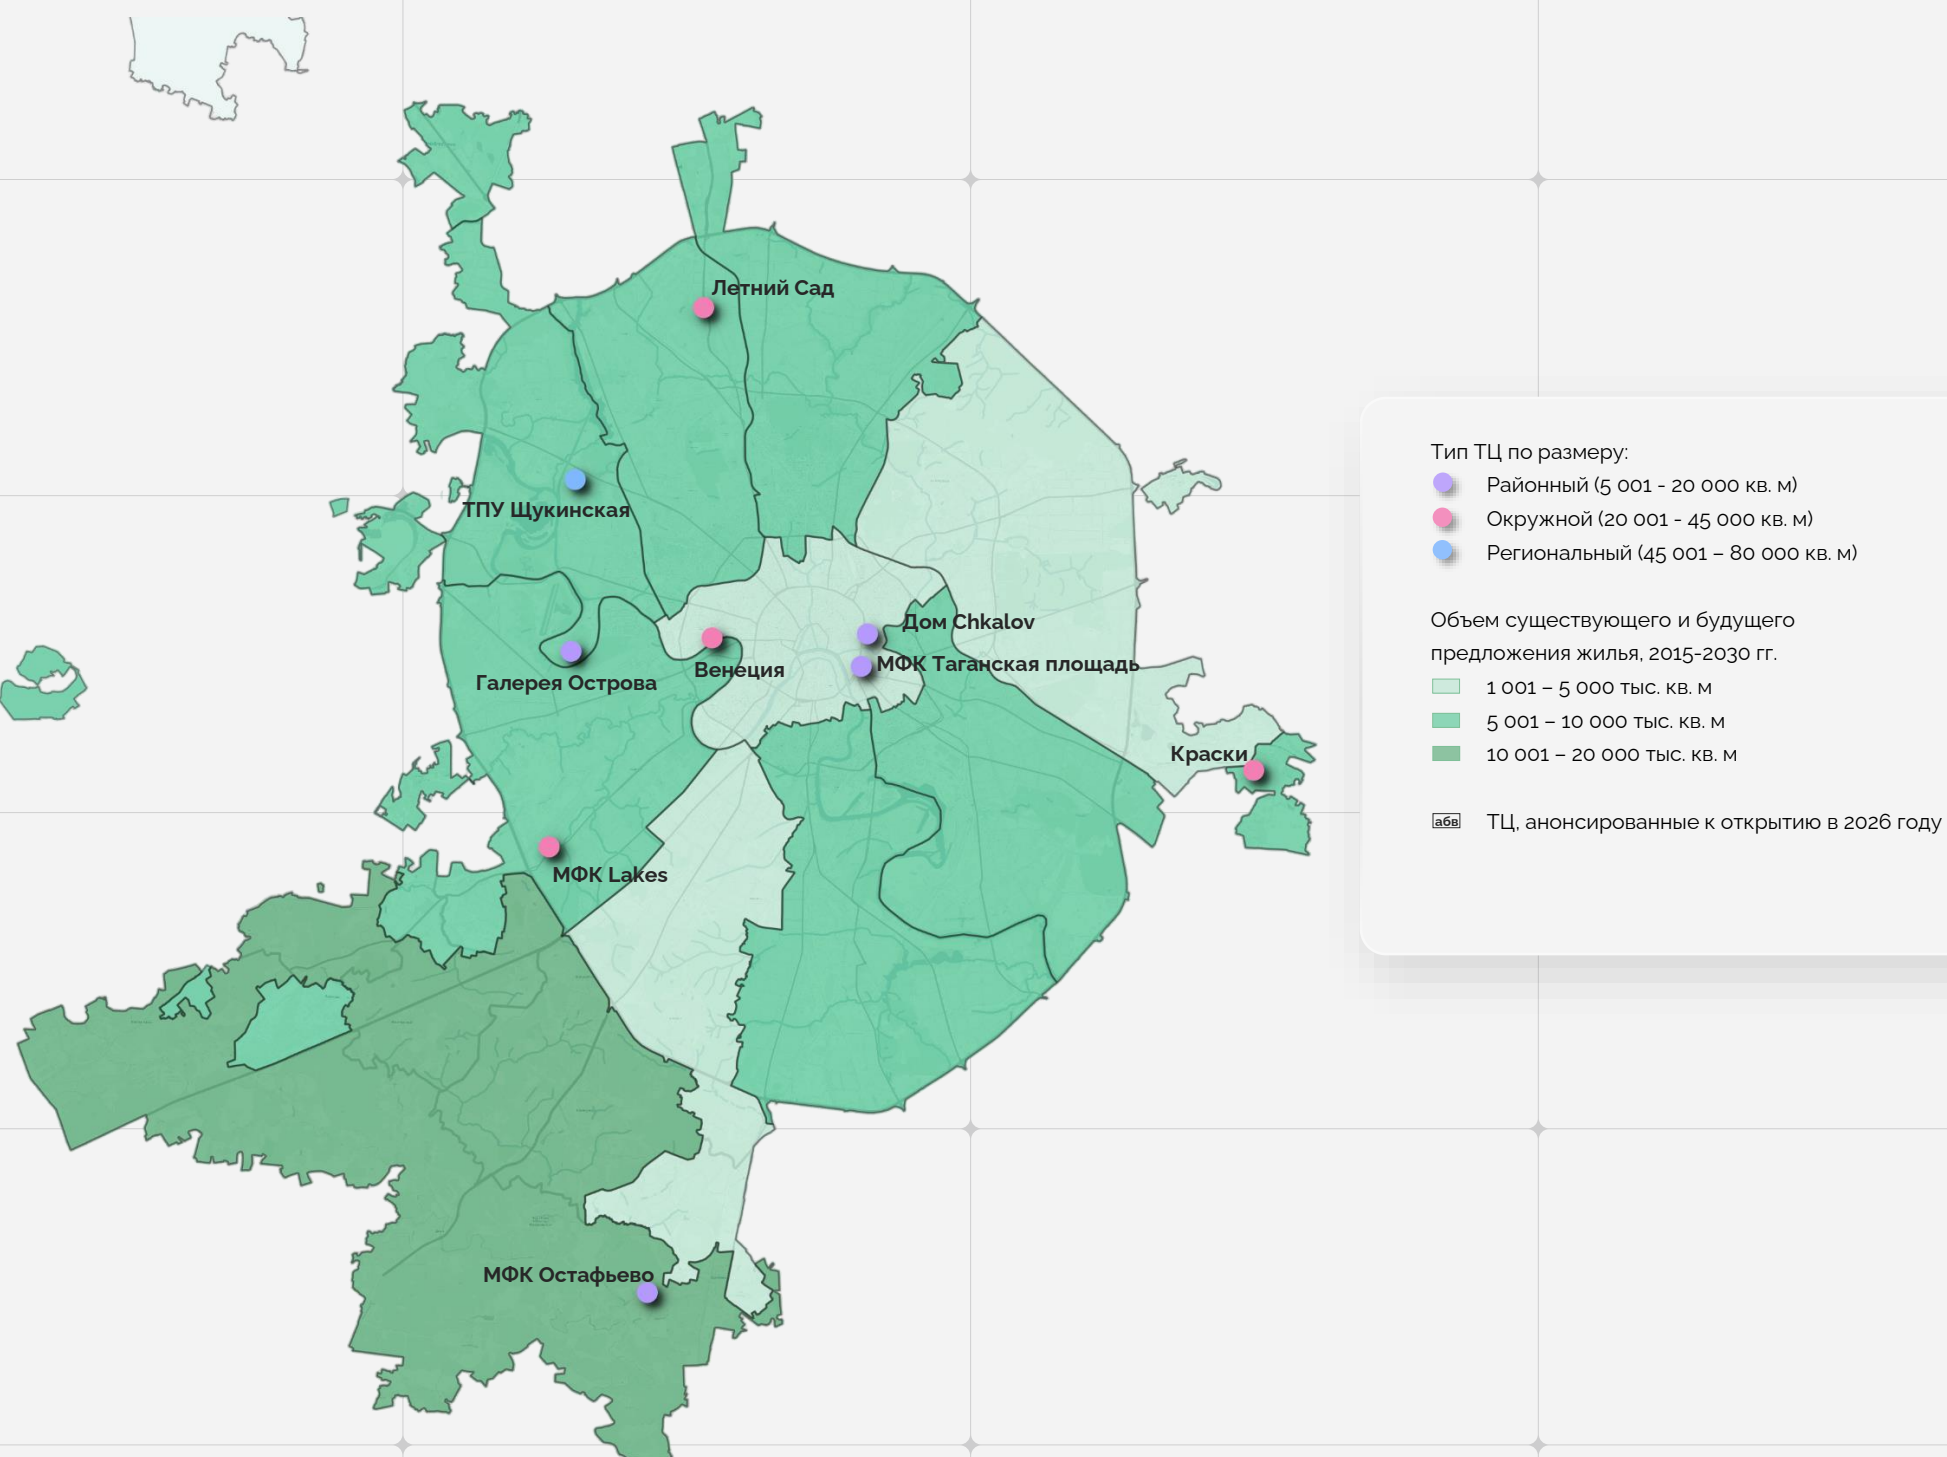 Летний Сад
ТПУ Щукинская
Дом Chkalov
МФК Таганская площадь
Венеция
Галерея Острова
Краски
МФК Lakes
МФК Остафьево
Тип ТЦ по размеру:
Районный (5 001 - 20 000 кв. м)
Окружной (20 001 - 45 000 кв. м)
Региональный (45 001 – 80 000 кв. м)
Объем существующего и будущего
предложения жилья, 2015-2030 гг.
1 001 – 5 000 тыс. кв. м
5 001 – 10 000 тыс. кв. м
10 001 – 20 000 тыс. кв. м
абв ТЦ, анонсированные к открытию в 2026 году